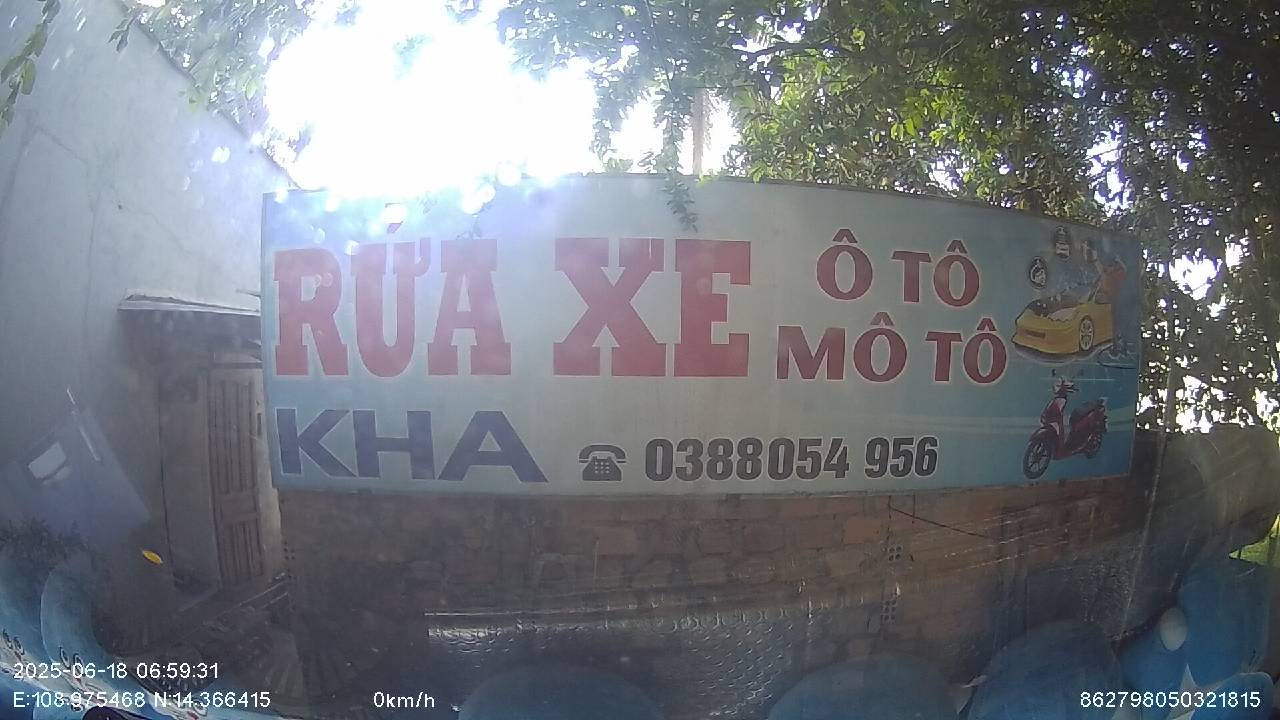 RỬA XE
Ô TÔ
MÔ TÔ
KHA
0388054 956
2025-06-18 06:59:31
E:108.975468 N:14.366415
0km/h
862798050321815